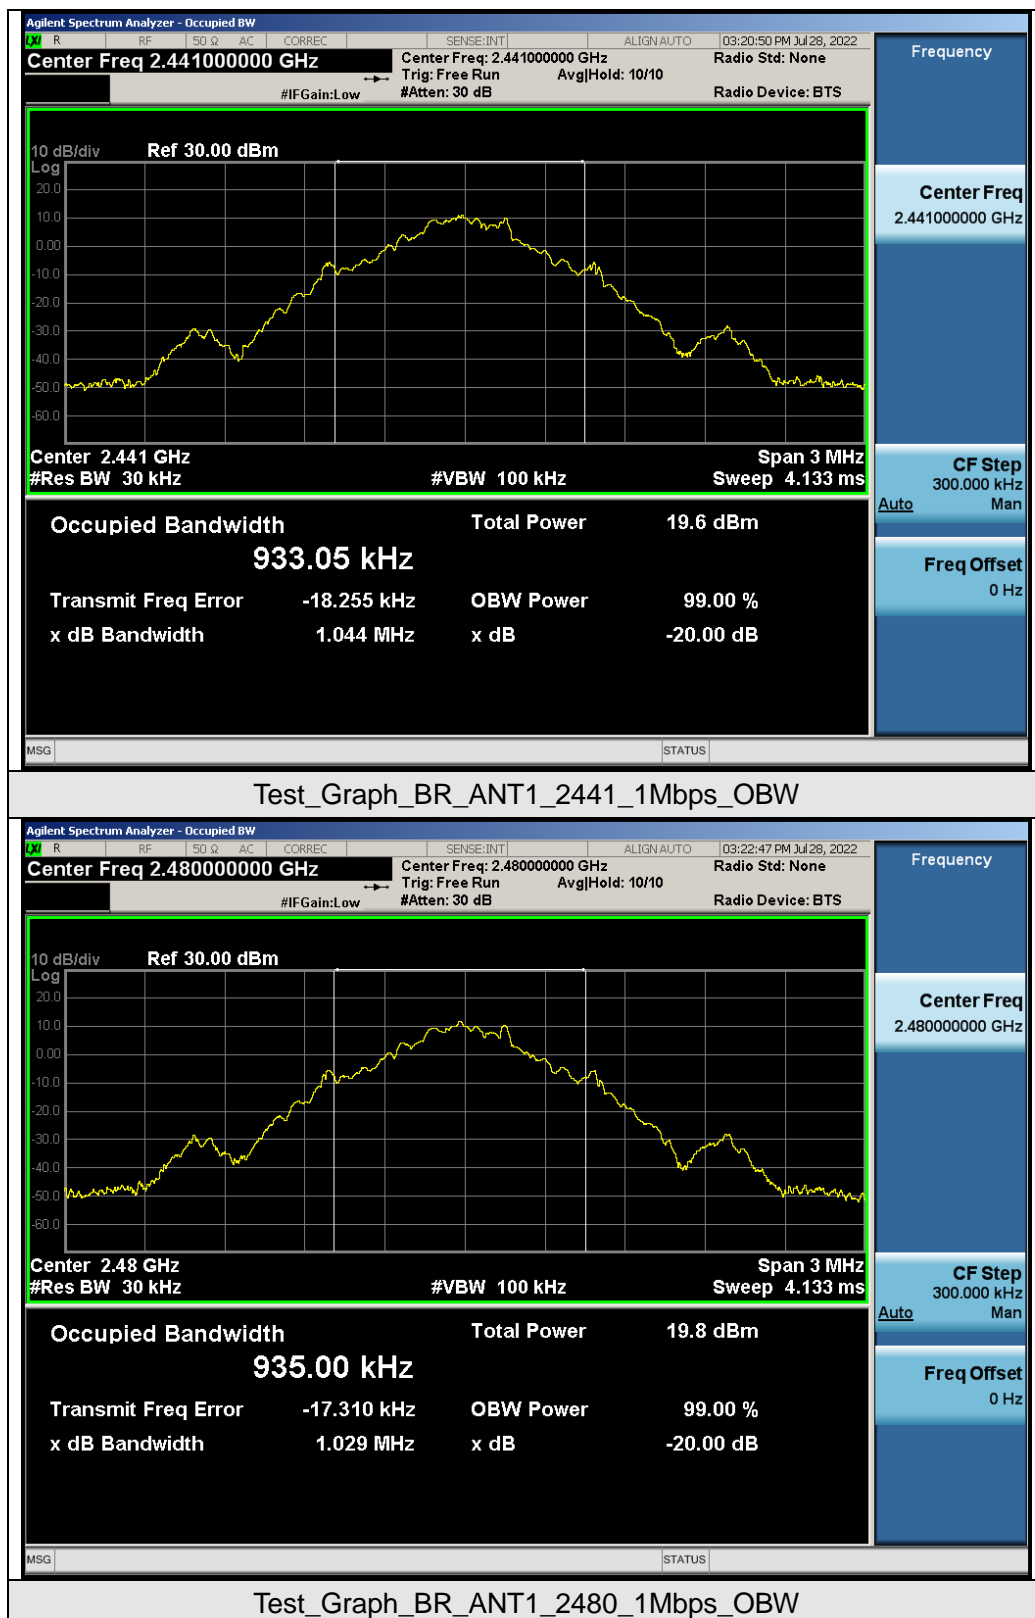 Agilent Spectrum Analyzer - Occupied BW
LXI R RF 50 Ω AC CORREC SENSE:INT ALIGN AUTO 03:20:50 PM Jul 28, 2022
Center Freq 2.441000000 GHz Center Freq: 2.441000000 GHz Radio Std: None
Trig: Free Run Avg|Hold: 10/10
#IFGain:Low #Atten: 30 dB Radio Device: BTS
Frequency
10 dB/div Ref 30.00 dBm
Log
20.0
10.0
0.00
-10.0
-20.0
-30.0
-40.0
-50.0
-60.0
Center 2.441 GHz Span 3 MHz
#Res BW 30 kHz #VBW 100 kHz Sweep 4.133 ms
Center Freq
2.441000000 GHz
CF Step
300.000 kHz
Auto Man
Freq Offset
0 Hz
Occupied Bandwidth Total Power 19.6 dBm
933.05 kHz
Transmit Freq Error -18.255 kHz OBW Power 99.00 %
x dB Bandwidth 1.044 MHz x dB -20.00 dB
MSG STATUS
Test_Graph_BR_ANT1_2441_1Mbps_OBW
Agilent Spectrum Analyzer - Occupied BW
LXI R RF 50 Ω AC CORREC SENSE:INT ALIGN AUTO 03:22:47 PM Jul 28, 2022
Center Freq 2.480000000 GHz Center Freq: 2.480000000 GHz Radio Std: None
Trig: Free Run Avg|Hold: 10/10
#IFGain:Low #Atten: 30 dB Radio Device: BTS
Frequency
10 dB/div Ref 30.00 dBm
Log
20.0
10.0
0.00
-10.0
-20.0
-30.0
-40.0
-50.0
-60.0
Center 2.48 GHz Span 3 MHz
#Res BW 30 kHz #VBW 100 kHz Sweep 4.133 ms
Center Freq
2.480000000 GHz
CF Step
300.000 kHz
Auto Man
Freq Offset
0 Hz
Occupied Bandwidth Total Power 19.8 dBm
935.00 kHz
Transmit Freq Error -17.310 kHz OBW Power 99.00 %
x dB Bandwidth 1.029 MHz x dB -20.00 dB
MSG STATUS
Test_Graph_BR_ANT1_2480_1Mbps_OBW